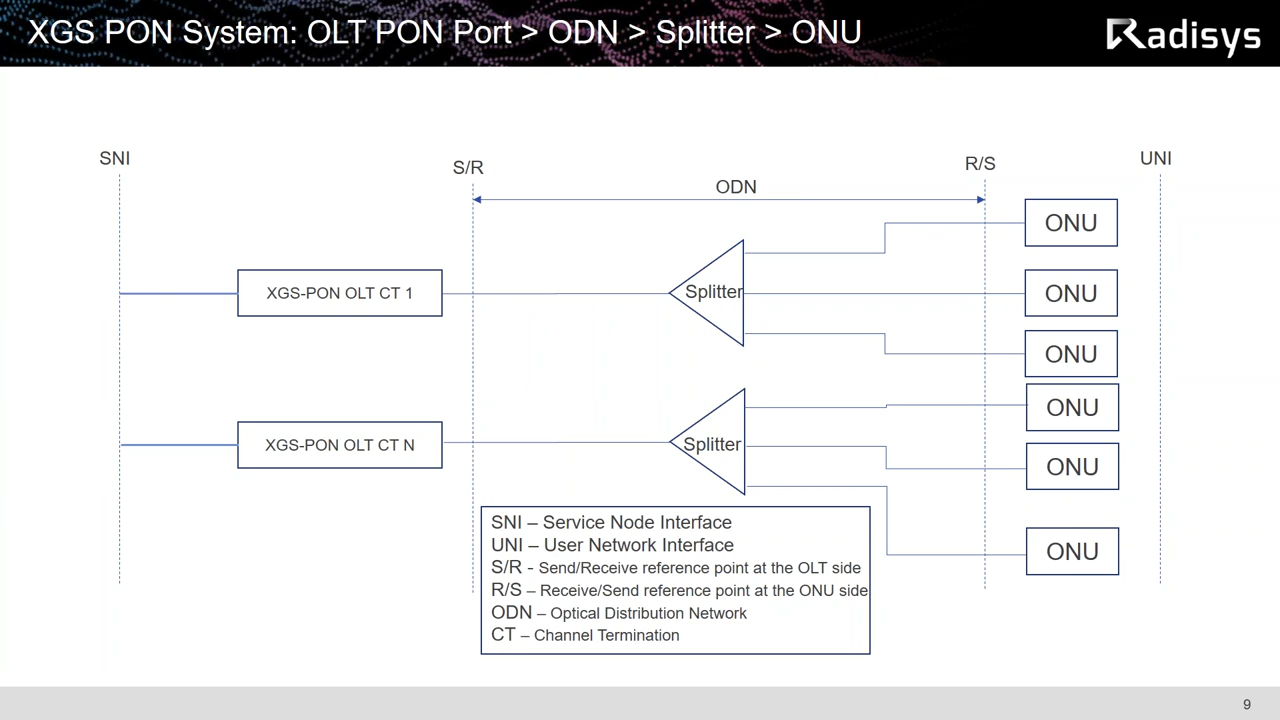 XGS PON System: OLT PON Port > ODN > Splitter > ONU
Radisys
SNI
S/R
R/S
UNI
ODN
ONU
XGS-PON OLT CT 1
Splitter
ONU
ONU
ONU
XGS-PON OLT CT N
Splitter
ONU
ONU
SNI – Service Node Interface
UNI – User Network Interface
S/R - Send/Receive reference point at the OLT side
R/S – Receive/Send reference point at the ONU side
ODN – Optical Distribution Network
CT – Channel Termination
9